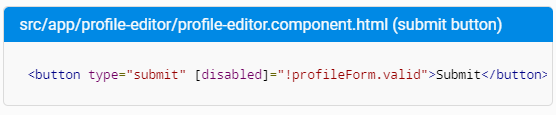 src/app/profile-editor/profile-editor.component.html (submit button)
<button type="submit" [disabled]="!profileForm.valid">Submit</button>